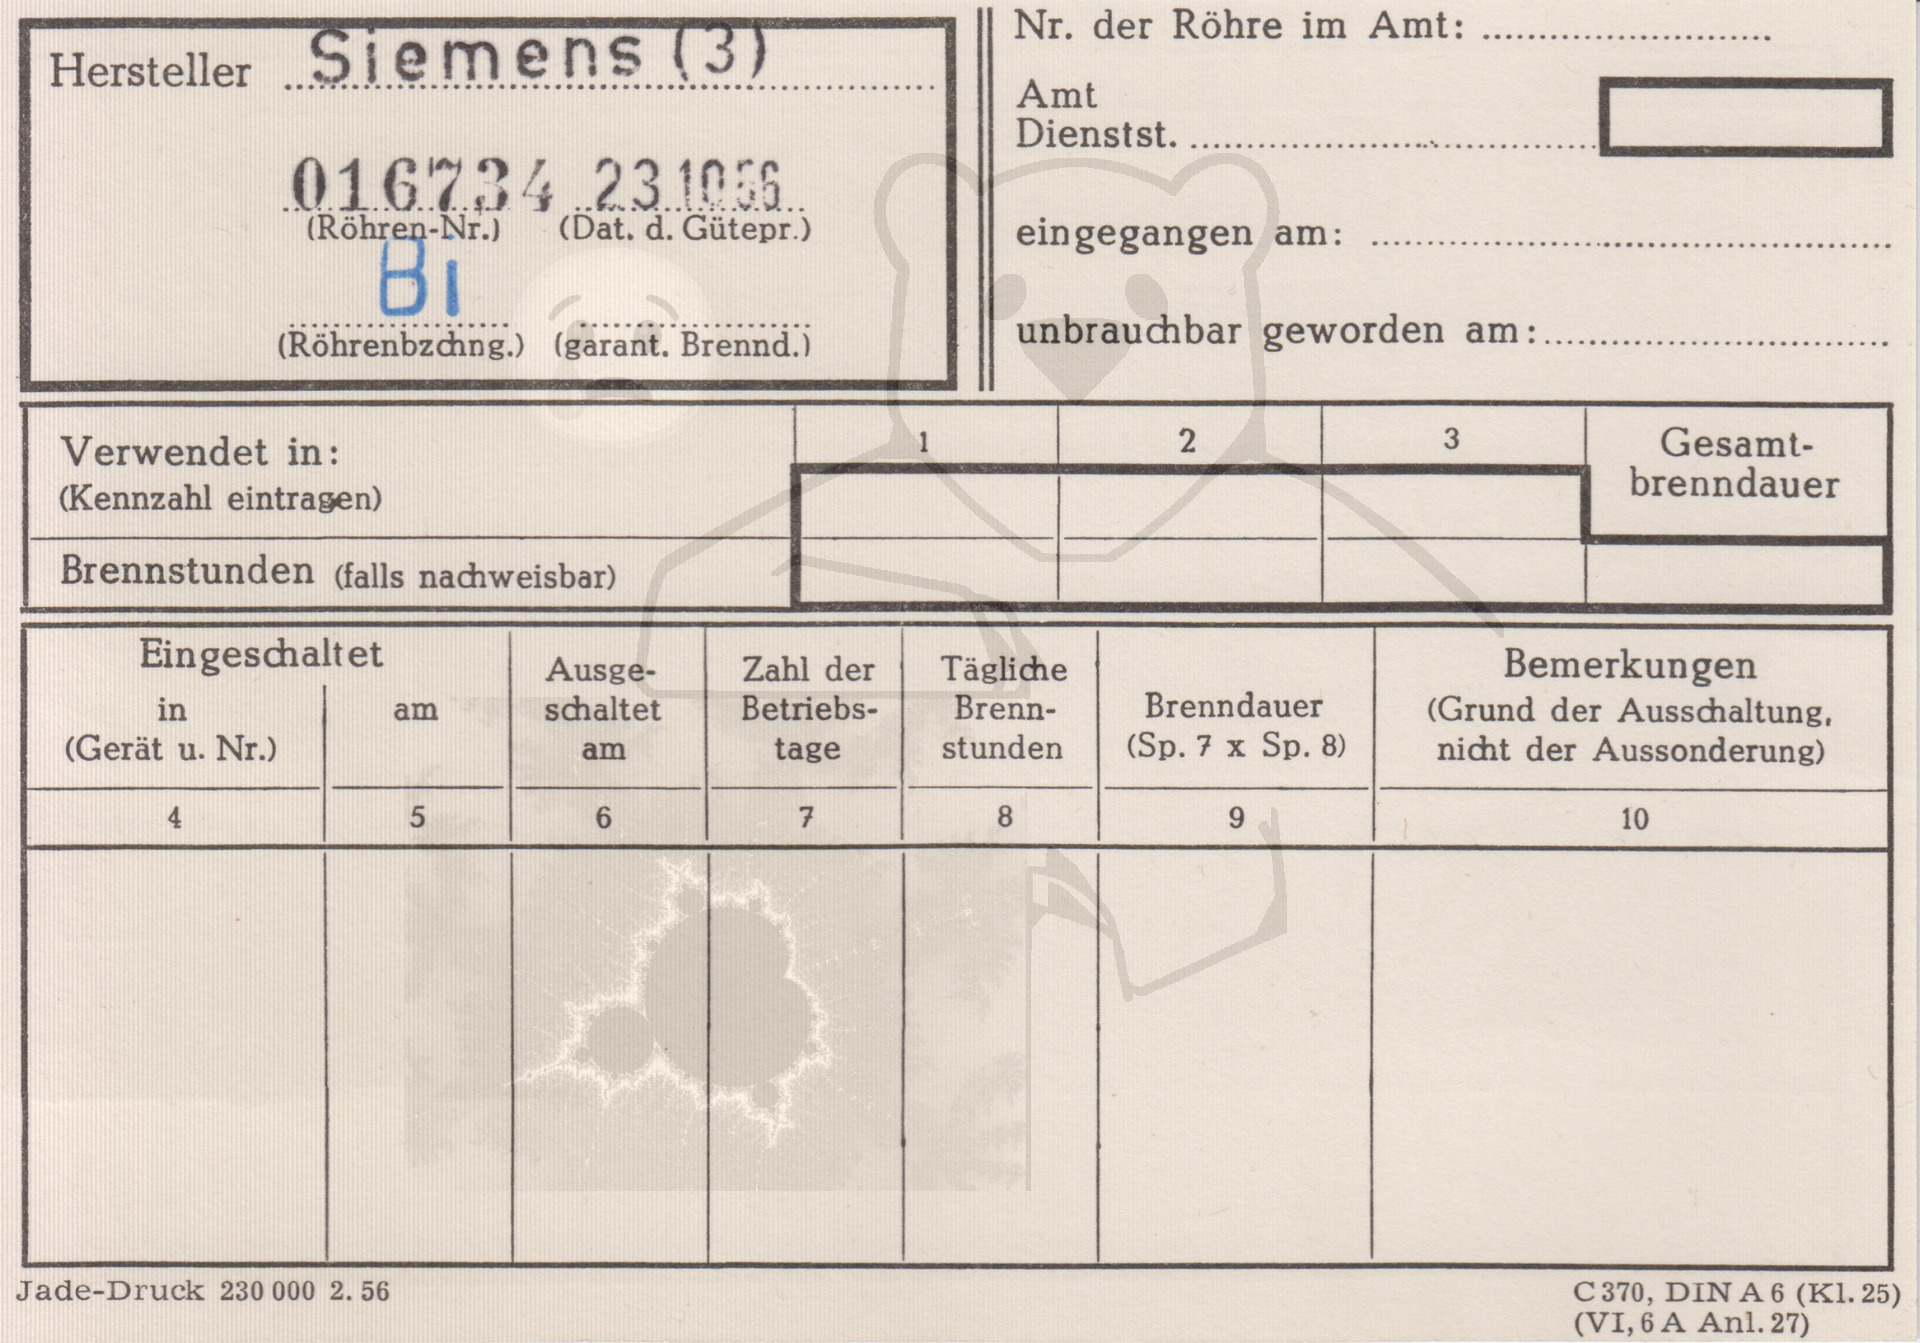 Hersteller Siemens (3)
016734 23.10.56
(Röhren-Nr.) (Dat. d. Gütepr.)
Bi
(Röhrenbzchng.) (garant. Brennd.)
Nr. der Röhre im Amt:
Amt
Dienstst.
eingegangen am:
unbrauchbar geworden am:
Verwendet in:
(Kennzahl eintragen)
1 2 3
Gesamt-
brenndauer
Brennstunden (falls nachweisbar)
Eingeschaltet
in
(Gerät u. Nr.)
am
Ausge-
schaltet
am
Zahl der
Betriebs-
tage
Tägliche
Brenn-
stunden
Brenndauer
(Sp. 7 x Sp. 8)
Bemerkungen
(Grund der Ausschaltung,
nicht der Aussonderung)
4 5 6 7 8 9 10
Jade-Druck 230 000 2. 56
C 370, DIN A 6 (Kl. 25)
(VI, 6 A Anl. 27)